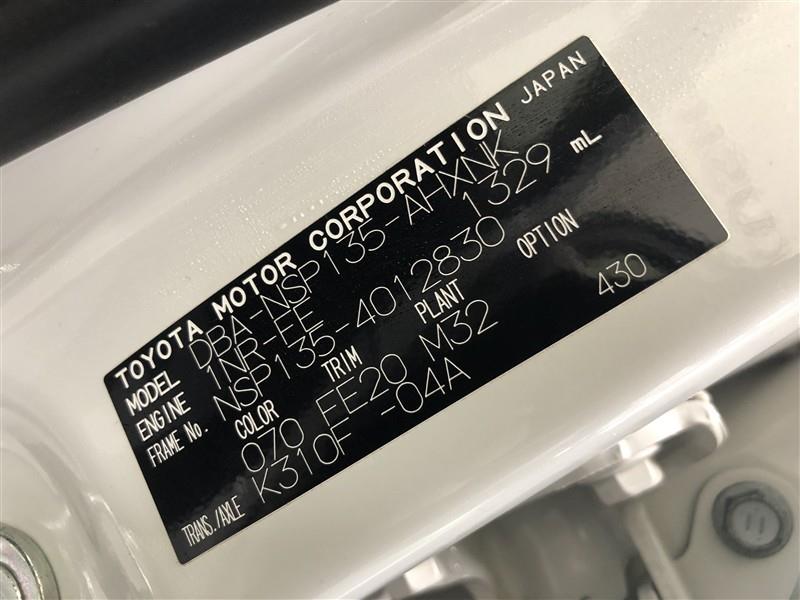 TOYOTA MOTOR CORPORATION JAPAN
MODEL DBA-NSP135-AHXNK
ENGINE 1NR-FE 1329 mL
FRAME No. NSP135-4012830
COLOR TRIM PLANT OPTION
070 FE20 M32 430
TRANS./AXLE K310F -04A